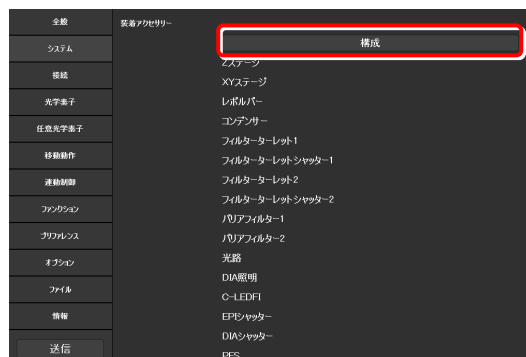 全般
システム
接続
光学素子
任意光学素子
移動動作
連動制御
ファンクション
プリファレンス
オプション
ファイル
情報
送信
装着アクセサリー
構成
Zステージ
XYステージ
レボルバー
コンデンサー
フィルターターレット1
フィルターターレットシャッター1
フィルターターレット2
フィルターターレットシャッター2
バリアフィルター1
バリアフィルター2
光路
DIA照明
C-LEDFI
EPIシャッター
DIAシャッター
PFS